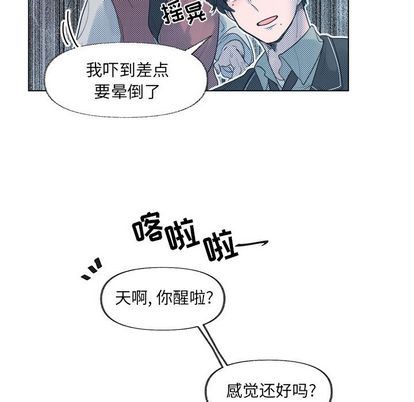 摇晃
我吓到差点
要晕倒了
喀啦啦
天啊, 你醒啦?
感觉还好吗?